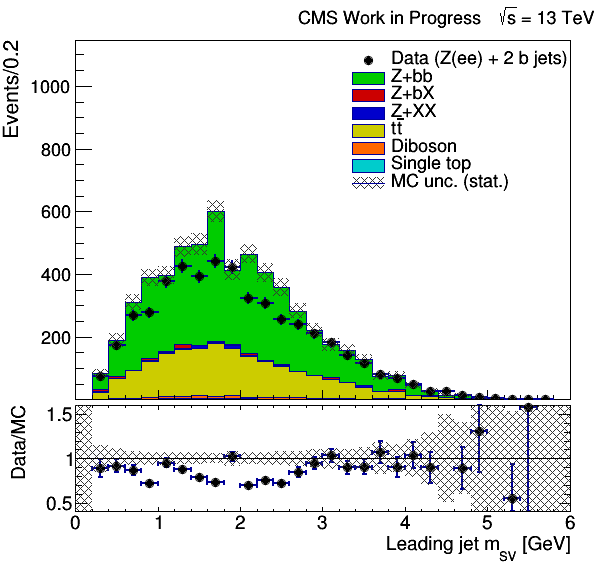 CMS Work in Progress √s = 13 TeV
Events/0.2
1000
800
600
400
200
Data (Z(ee) + 2 b jets)
Z+bb
Z+bX
Z+XX
tt̅
Diboson
Single top
MC unc. (stat.)
Data/MC
1.5
1
0.5
0 1 2 3 4 5 6
Leading jet m_SV [GeV]